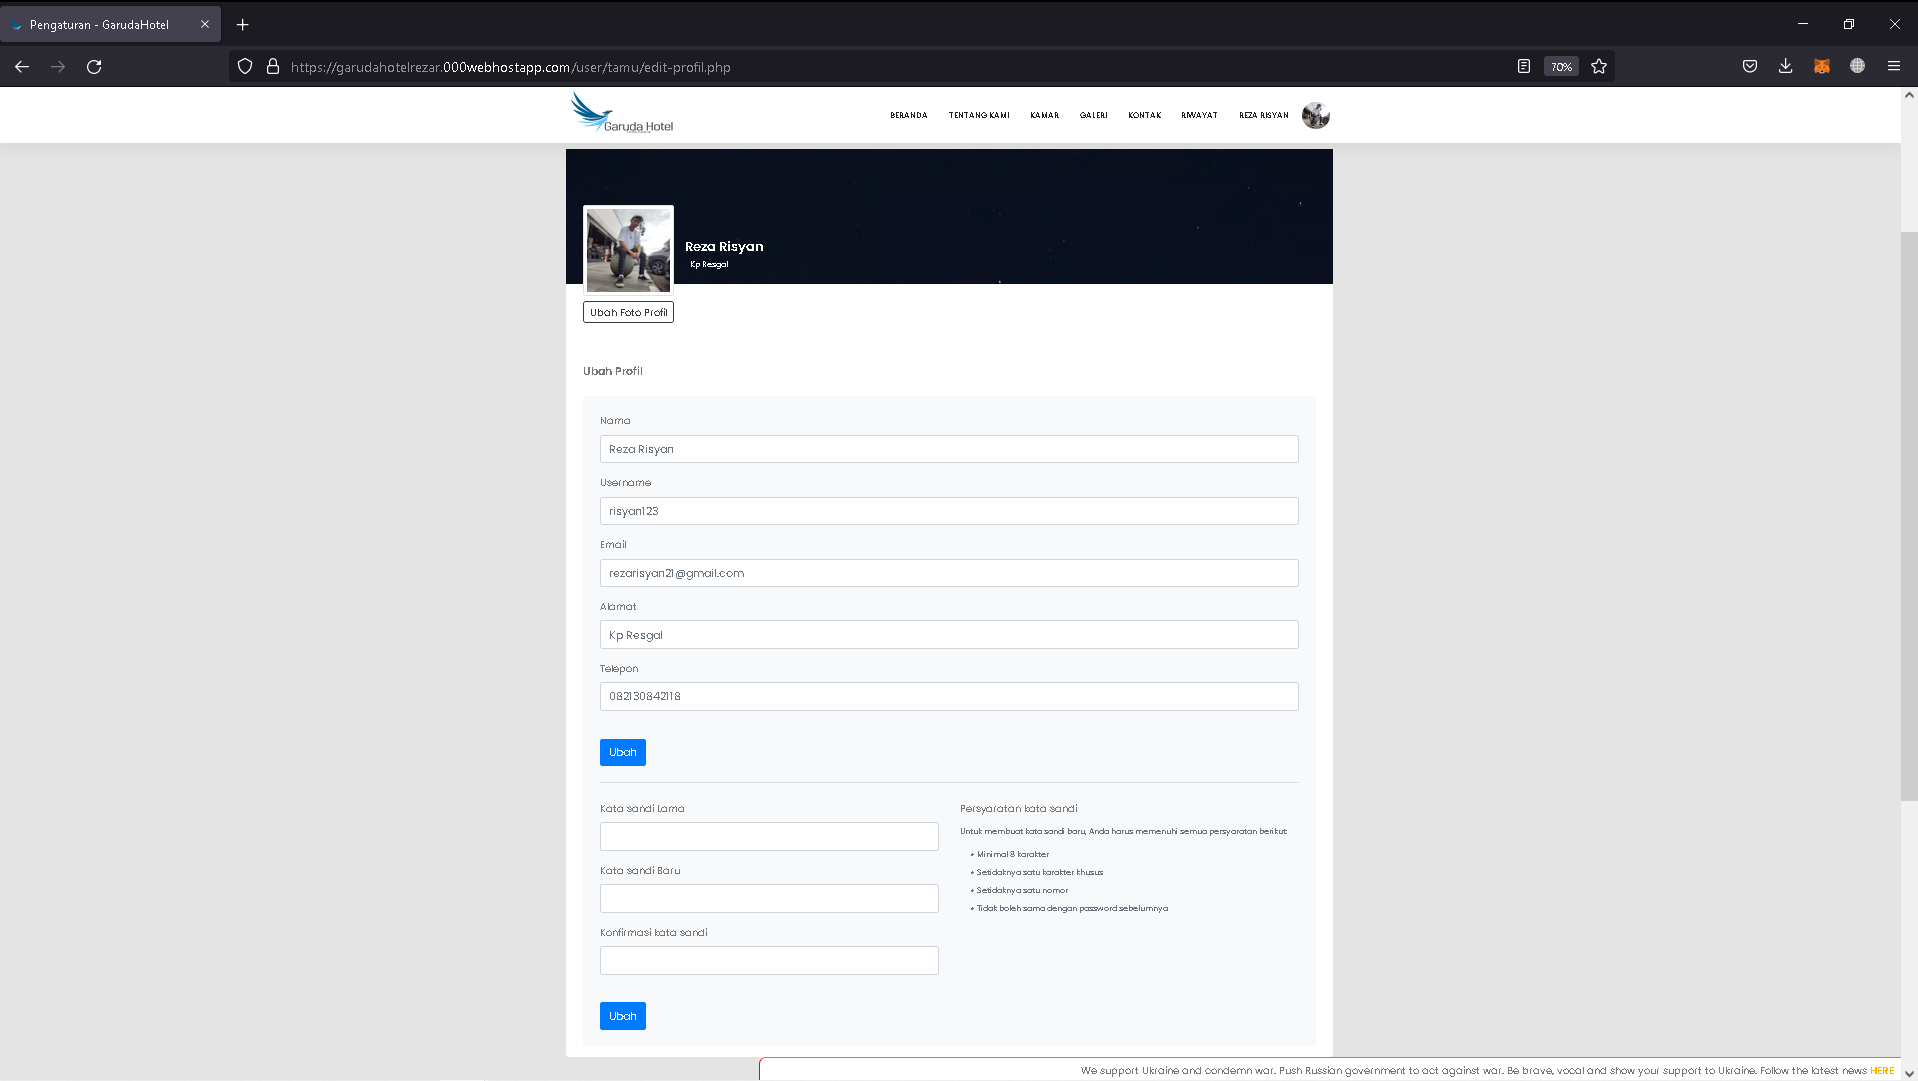 Pengaturan - GarudaHotel
https://garudahotelrezar.000webhostapp.com/user/tamu/edit-profil.php
70%
Garuda Hotel
BERANDA TENTANG KAMI KAMAR GALERI KONTAK RIWAYAT REZA RISYAN
Reza Risyan
Kp Resgal
Ubah Foto Profil
Ubah Profil
Nama
Reza Risyan
Username
risyan123
Email
rezarisyan21@gmail.com
Alamat
Kp Resgal
Telepon
082130842118
Ubah
Kata sandi Lama
Kata sandi Baru
Konfirmasi kata sandi
Ubah
Persyaratan kata sandi
Untuk membuat kata sandi baru, Anda harus memenuhi semua persyaratan berikut:
• Minimal 8 karakter
• Setidaknya satu karakter khusus
• Setidaknya satu nomor
• Tidak boleh sama dengan password sebelumnya
We support Ukraine and condemn war. Push Russian government to act against war. Be brave, vocal and show your support to Ukraine. Follow the latest news HERE